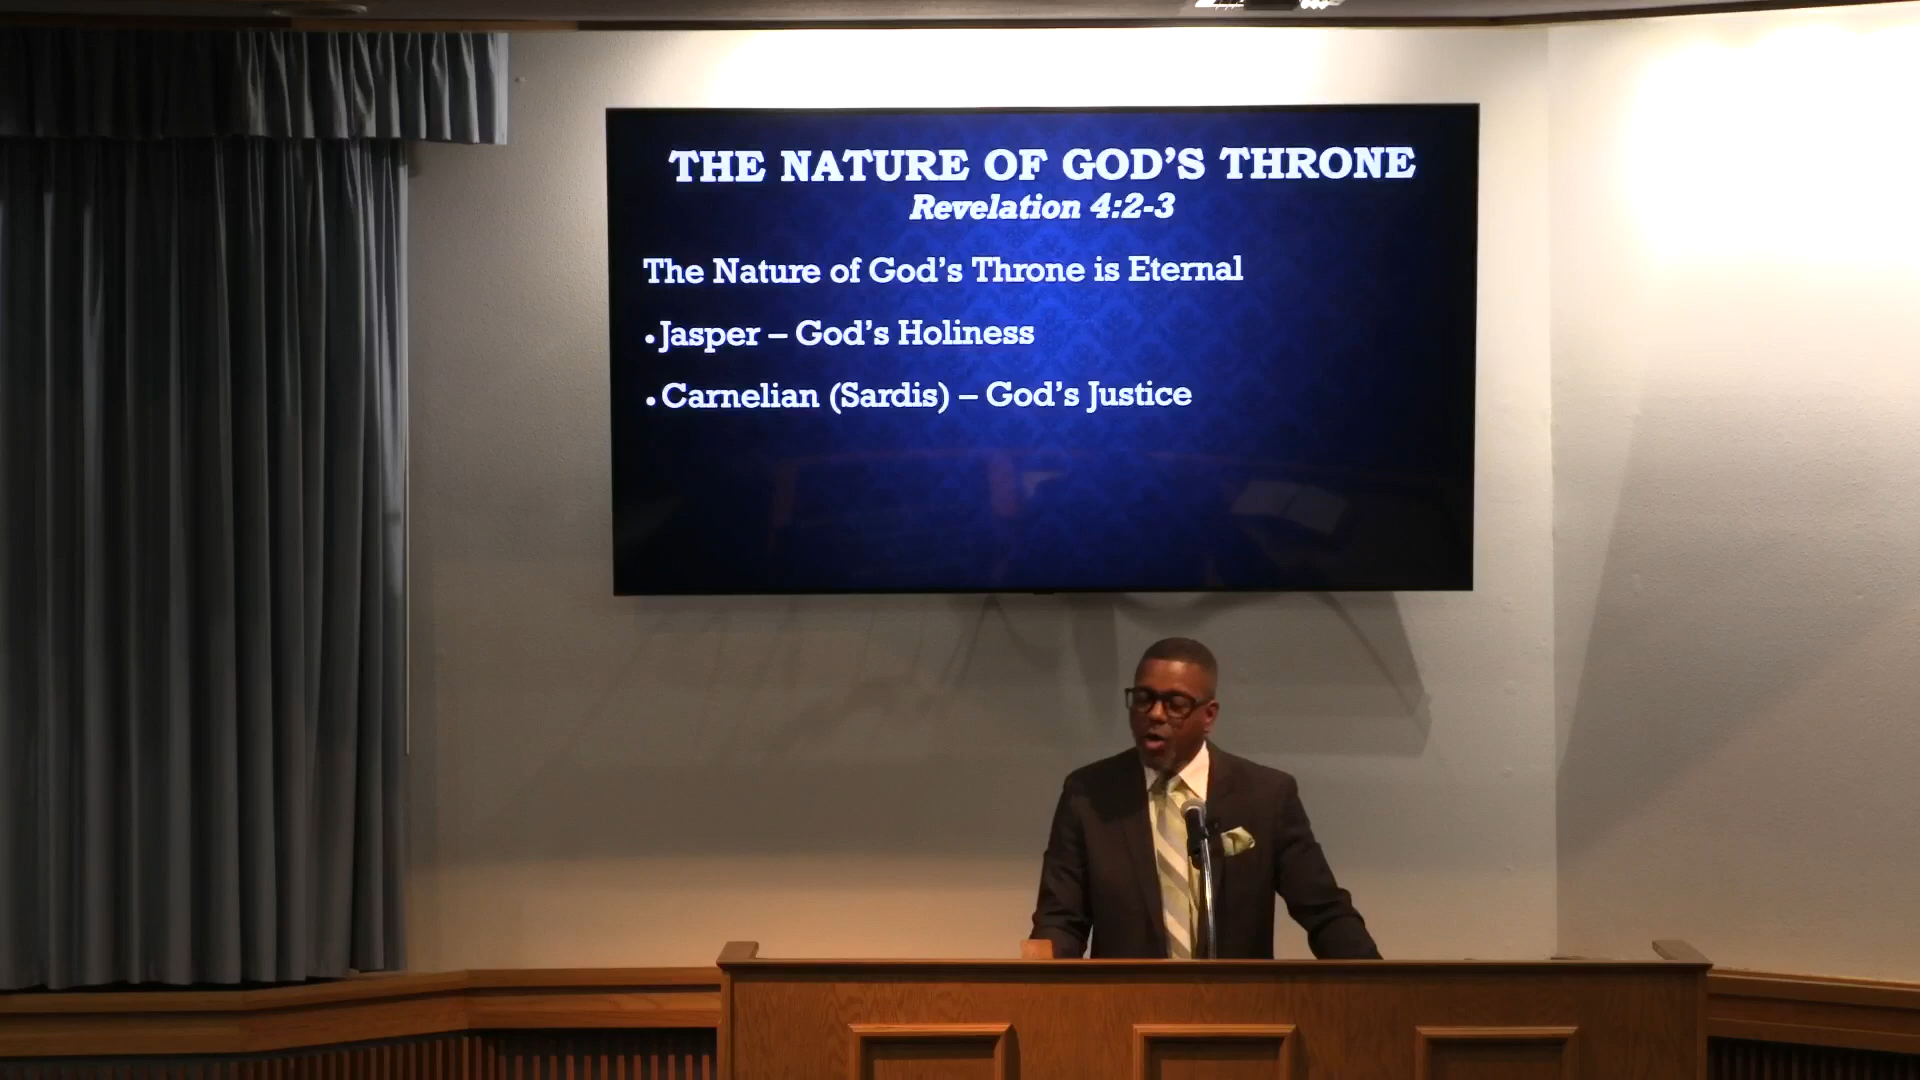 THE NATURE OF GOD’S THRONE
Revelation 4:2-3
The Nature of God’s Throne is Eternal
• Jasper – God’s Holiness
• Carnelian (Sardis) – God’s Justice